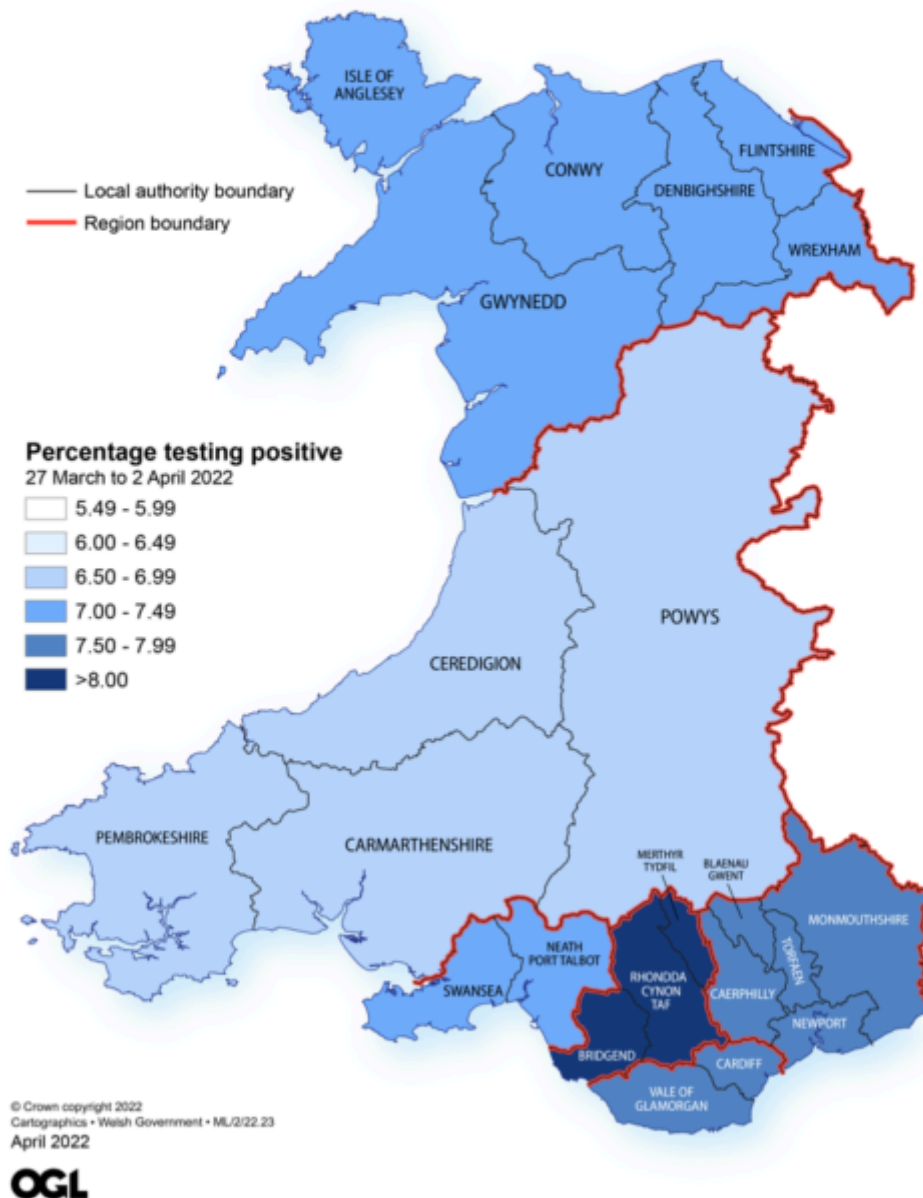 ISLE OF
ANGLESEY
CONWY
FLINTSHIRE
DENBIGHSHIRE
WREXHAM
Local authority boundary
Region boundary
GWYNEDD
Percentage testing positive
27 March to 2 April 2022
5.49 - 5.99
6.00 - 6.49
6.50 - 6.99
7.00 - 7.49
7.50 - 7.99
>8.00
POWYS
CEREDIGION
PEMBROKESHIRE
CARMARTHENSHIRE
MERTHYR
TYDFIL
BLAENAU
GWENT
MONMOUTHSHIRE
NEATH
PORT TALBOT
SWANSEA
RHONDDA
CYNON
TAF
CAERPHILLY
TORFAEN
NEWPORT
BRIDGEND
CARDIFF
VALE OF
GLAMORGAN
© Crown copyright 2022
Cartographics • Welsh Government • ML/2/22.23
April 2022
OGL